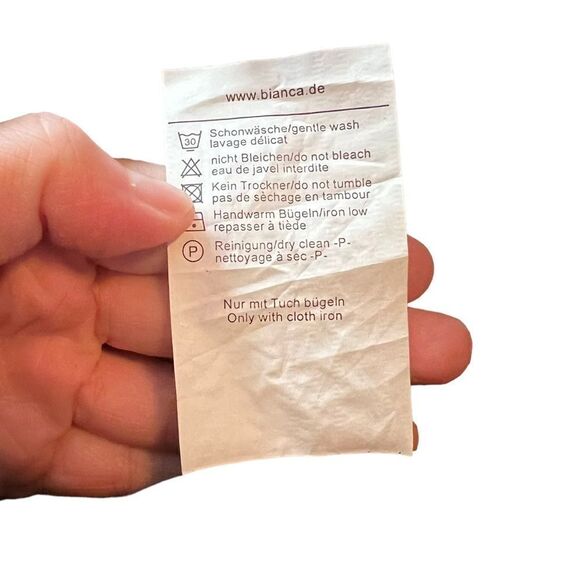 www.bianca.de
30
Schonwäsche/gentle wash
lavage délicat
nicht Bleichen/do not bleach
eau de javel interdite
Kein Trockner/do not tumble
pas de sèchage en tambour
Handwarm Bügeln/iron low
repasser à tiède
P
Reinigung/dry clean -P-
nettoyage à sec -P-
Nur mit Tuch bügeln
Only with cloth iron